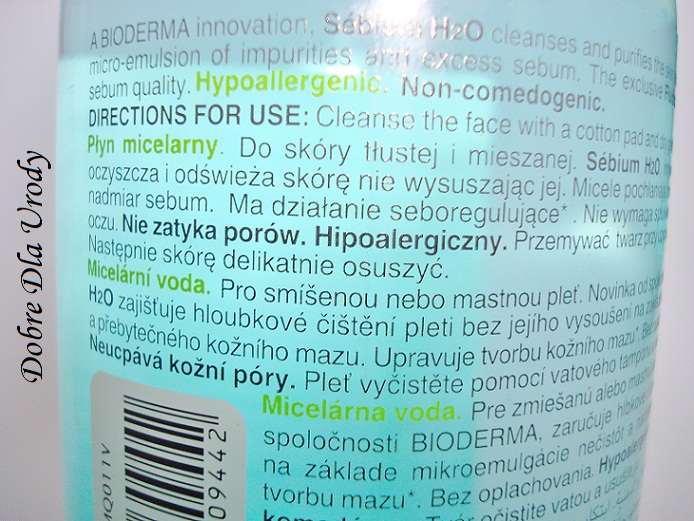 A BIODERMA innovation, Sébium H2O cleanses and purifies the
micro-emulsion of impurities and excess sebum. The exclusive
sebum quality. Hypoallergenic. Non-comedogenic.
DIRECTIONS FOR USE: Cleanse the face with a cotton pad and
Płyn micelarny. Do skóry tłustej i mieszanej. Sébium H2O
oczyszcza i odświeża skórę nie wysuszając jej. Micele
nadmiar sebum. Ma działanie seboregulujące*. Nie wymaga
oczu. Nie zatyka porów. Hipoalergiczny. Przemywać twarz przy
Następnie skórę delikatnie osuszyć.
Micelární voda. Pro smíšenou nebo mastnou pleť. Novinka od
H2O zajišťuje hloubkové čištění pleti bez jejího vysoušení na
a přebytečného kožního mazu. Upravuje tvorbu kožního mazu*
Neucpává kožní póry. Pleť vyčistěte pomocí vatového
Micelárna voda. Pre zmiešanú alebo
spoločnosti BIODERMA, zaručuje
na základe mikroemulgácie nečistôt a
tvorbu mazu*. Bez oplachovania.
očistite vatou a
09442
MQ011V
Dobre Dla Urody